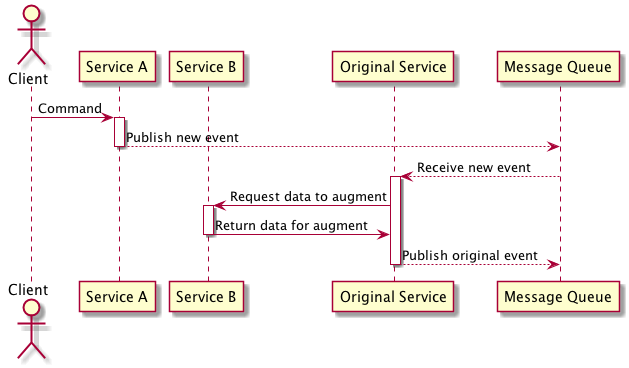 Client
Service A
Service B
Original Service
Message Queue
Command
Publish new event
Receive new event
Request data to augment
Return data for augment
Publish original event
Client
Service A
Service B
Original Service
Message Queue